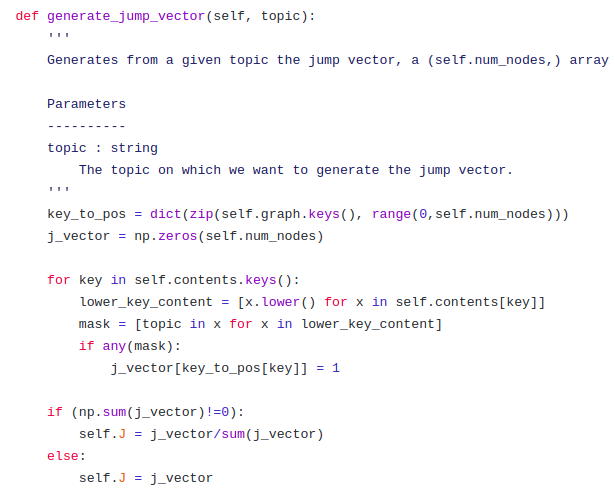 def generate_jump_vector(self, topic):
    '''
    Generates from a given topic the jump vector, a (self.num_nodes,) array

    Parameters
    ----------
    topic : string
        The topic on which we want to generate the jump vector.
    '''
    key_to_pos = dict(zip(self.graph.keys(), range(0,self.num_nodes)))
    j_vector = np.zeros(self.num_nodes)

    for key in self.contents.keys():
        lower_key_content = [x.lower() for x in self.contents[key]]
        mask = [topic in x for x in lower_key_content]
        if any(mask):
            j_vector[key_to_pos[key]] = 1

    if (np.sum(j_vector)!=0):
        self.J = j_vector/sum(j_vector)
    else:
        self.J = j_vector